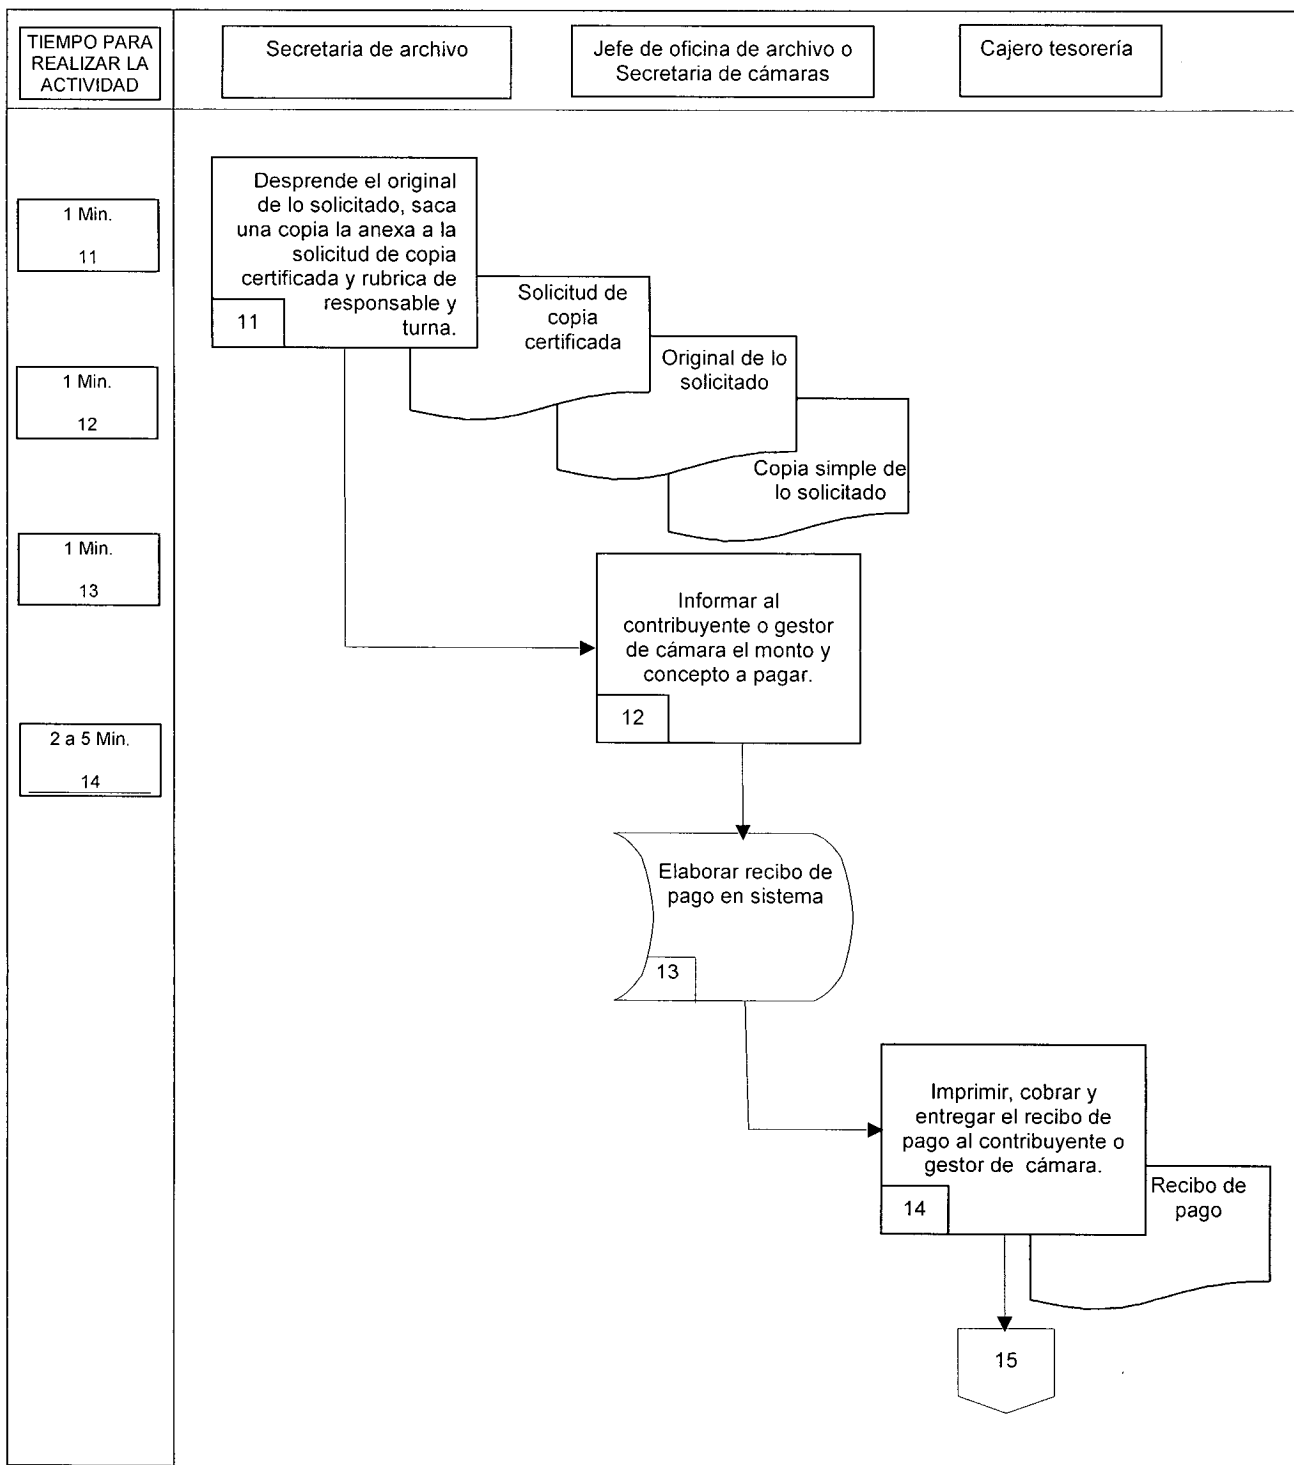 TIEMPO PARA
REALIZAR LA
ACTIVIDAD
Secretaria de archivo
Jefe de oficina de archivo o
Secretaria de cámaras
Cajero tesorería
1 Min.
11
1 Min.
12
1 Min.
13
2 a 5 Min.
14
Desprende el original
de lo solicitado, saca
una copia la anexa a la
solicitud de copia
certificada y rubrica de
responsable y
turna.
11
Solicitud de
copia
certificada
Original de lo
solicitado
Copia simple de
lo solicitado
Informar al
contribuyente o gestor
de cámara el monto y
concepto a pagar.
12
Elaborar recibo de
pago en sistema
13
Imprimir, cobrar y
entregar el recibo de
pago al contribuyente o
gestor de cámara.
14
Recibo de
pago
15